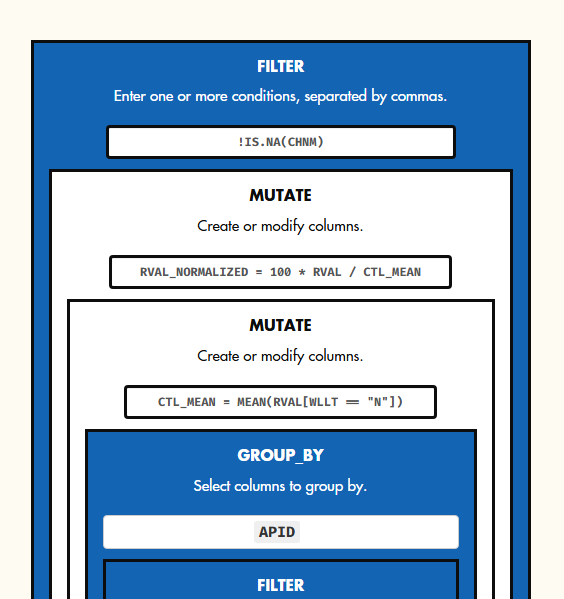 FILTER
Enter one or more conditions, separated by commas.
!IS.NA(CHNM)
MUTATE
Create or modify columns.
RVAL_NORMALIZED = 100 * RVAL / CTL_MEAN
MUTATE
Create or modify columns.
CTL_MEAN = MEAN(RVAL[WLLT == "N"])
GROUP_BY
Select columns to group by.
APID
FILTER